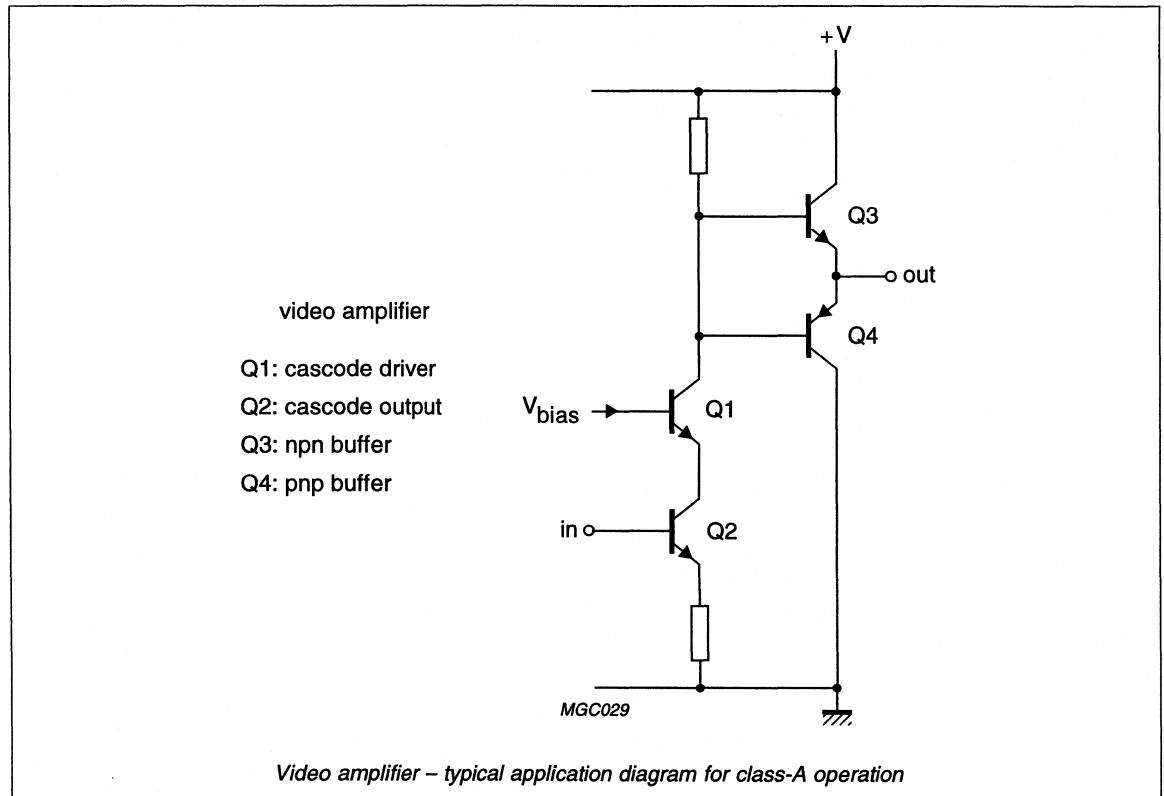 +V
Q3
out
Q4
video amplifier
Q1: cascode driver
Q2: cascode output
Q3: npn buffer
Q4: pnp buffer
Vbias
Q1
in
Q2
MGC029
Video amplifier – typical application diagram for class-A operation